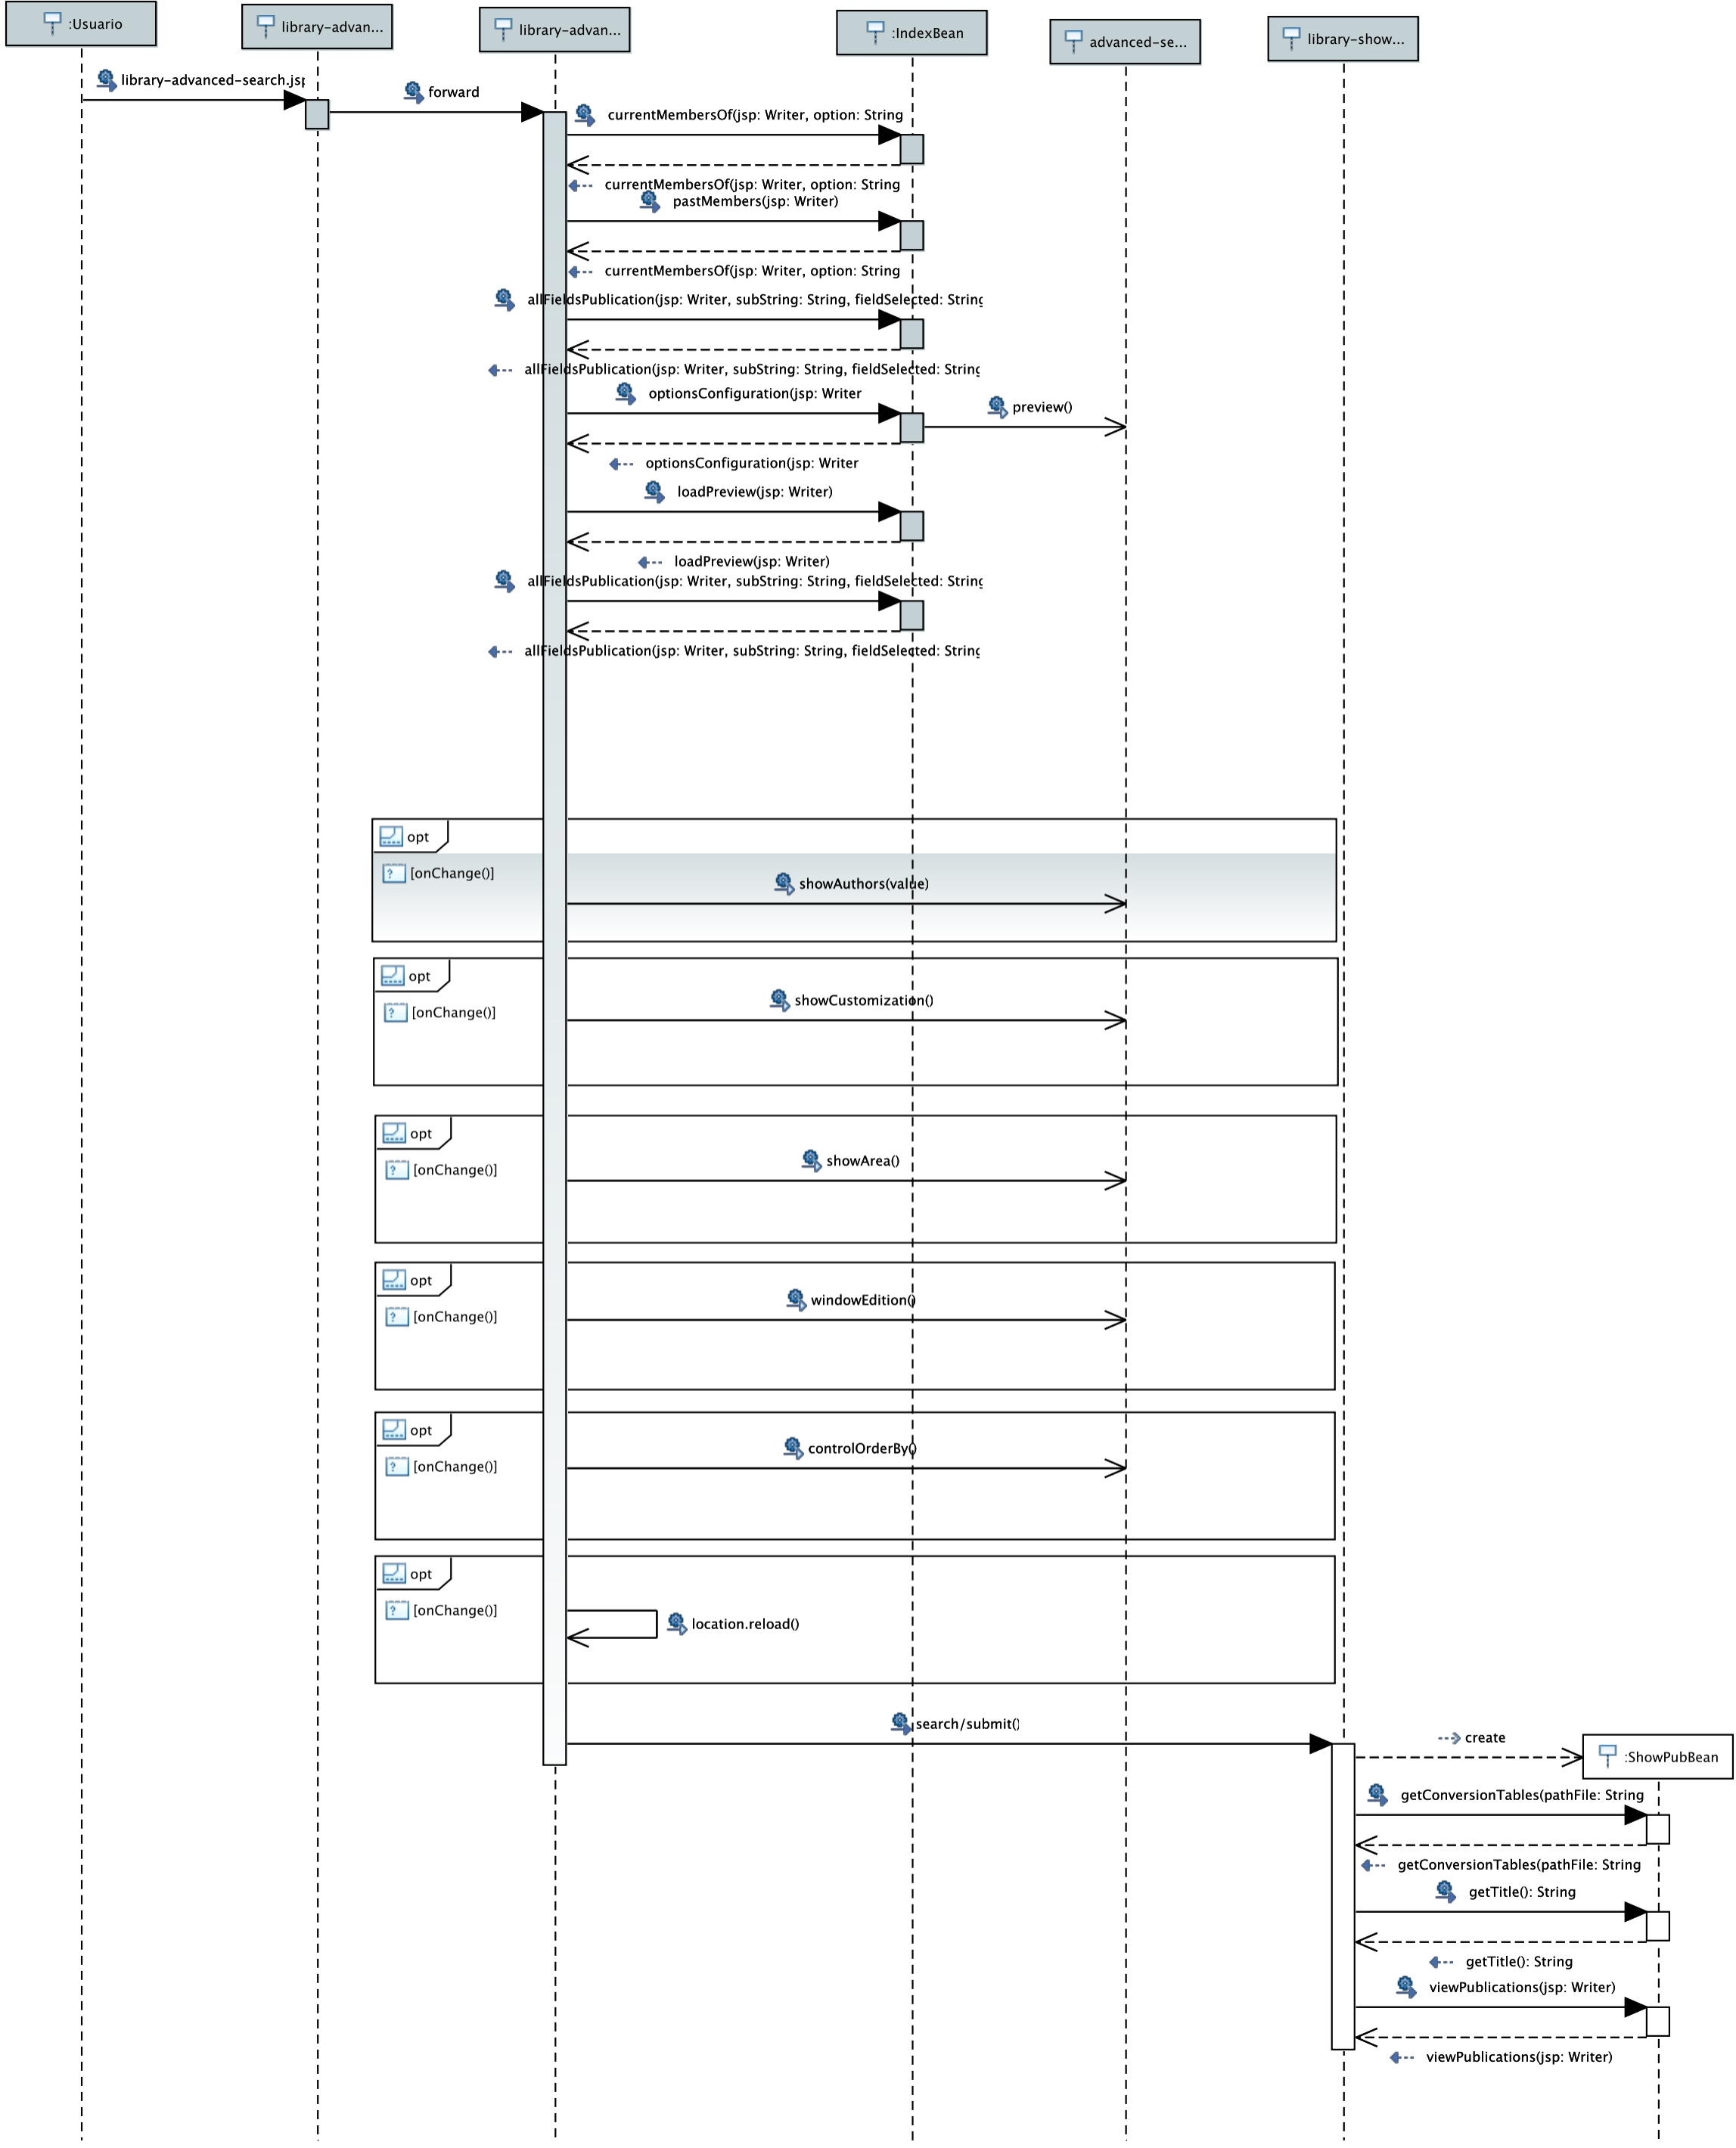 :Usuario
library-advan...
library-advan...
:IndexBean
advanced-se...
library-show...
library-advanced-search.jsp
forward
currentMembersOf(jsp: Writer, option: String
currentMembersOf(jsp: Writer, option: String
pastMembers(jsp: Writer)
currentMembersOf(jsp: Writer, option: String
allFieldsPublication(jsp: Writer, subString: String, fieldSelected: String
allFieldsPublication(jsp: Writer, subString: String, fieldSelected: String
optionsConfiguration(jsp: Writer
preview()
optionsConfiguration(jsp: Writer
loadPreview(jsp: Writer)
loadPreview(jsp: Writer)
allFieldsPublication(jsp: Writer, subString: String, fieldSelected: String
allFieldsPublication(jsp: Writer, subString: String, fieldSelected: String
opt
[onChange()]
showAuthors(value)
opt
[onChange()]
showCustomization()
opt
[onChange()]
showArea()
opt
[onChange()]
windowEdition()
opt
[onChange()]
controlOrderBy()
opt
[onChange()]
location.reload()
search/submit()
create
:ShowPubBean
getConversionTables(pathFile: String
getConversionTables(pathFile: String
getTitle(): String
getTitle(): String
viewPublications(jsp: Writer)
viewPublications(jsp: Writer)